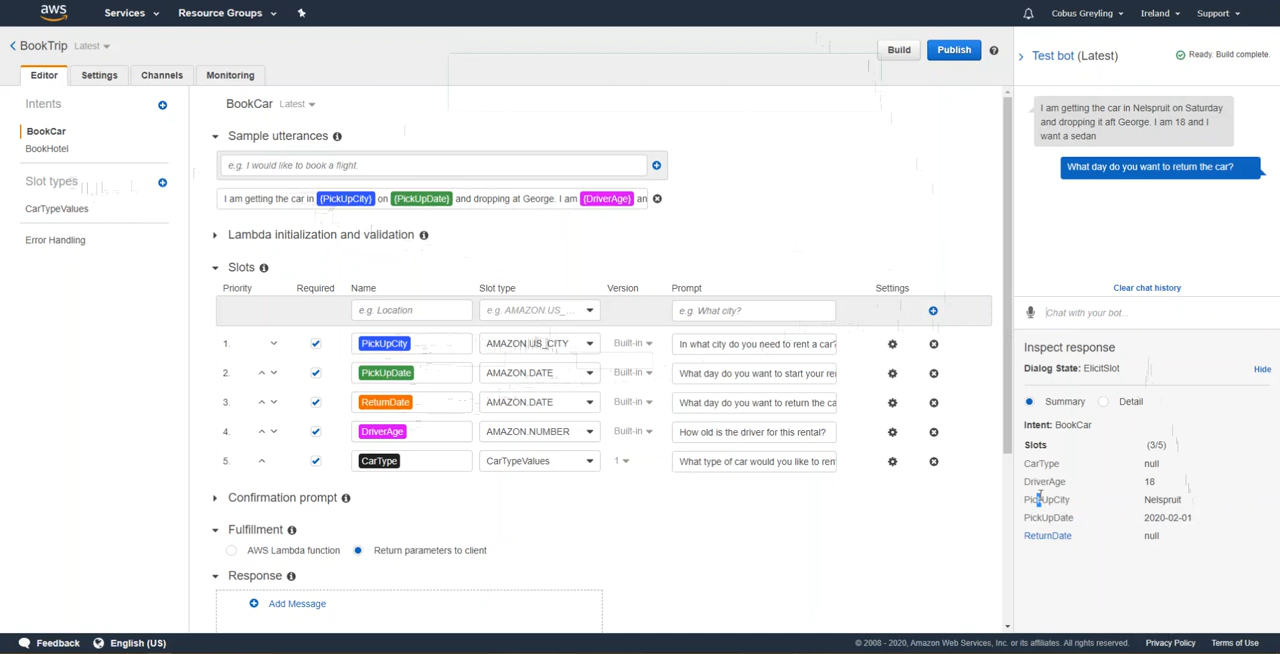 aws Services Resource Groups Cobus Greyling Ireland Support
BookTrip Latest Build Publish
Editor Settings Channels Monitoring
Intents
BookCar
BookHotel
Slot types
CarTypeValues
Error Handling
BookCar Latest
Sample utterances
e.g. I would like to book a flight.
I am getting the car in {PickUpCity} on {PickUpDate} and dropping at George. I am {DriverAge} an
Lambda initialization and validation
Slots
Priority Required Name Slot type Version Prompt Settings
e.g. Location e.g. AMAZON.US_... e.g. What city?
1. PickUpCity AMAZON.US_CITY Built-in In what city do you need to rent a car?
2. PickUpDate AMAZON.DATE Built-in What day do you want to start your ren
3. ReturnDate AMAZON.DATE Built-in What day do you want to return the ca
4. DriverAge AMAZON.NUMBER Built-in How old is the driver for this rental?
5. CarType CarTypeValues 1 What type of car would you like to ren
Confirmation prompt
Fulfillment
AWS Lambda function Return parameters to client
Response
Add Message
Test bot (Latest) Ready. Build complete.
I am getting the car in Nelspruit on Saturday
and dropping it aft George. I am 18 and I
want a sedan
What day do you want to return the car?
Clear chat history
Chat with your bot...
Inspect response
Dialog State: ElicitSlot Hide
Summary Detail
Intent: BookCar
Slots (3/5)
CarType null
DriverAge 18
PickUpCity Nelspruit
PickUpDate 2020-02-01
ReturnDate null
Feedback English (US) © 2008 - 2020, Amazon Web Services, Inc. or its affiliates. All rights reserved. Privacy Policy Terms of Use